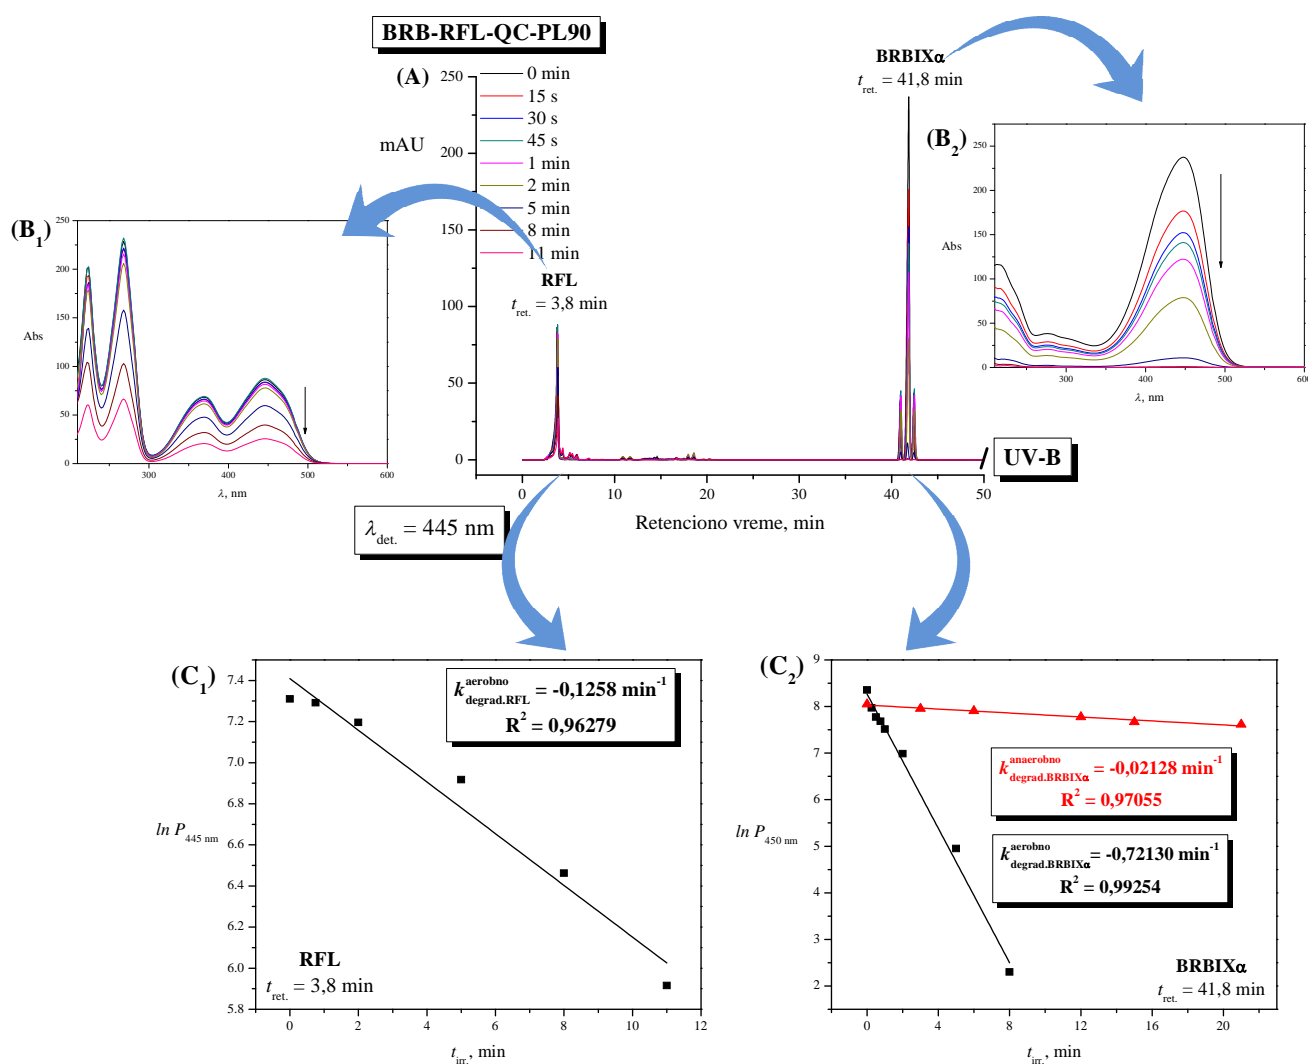 BRB-RFL-QC-PL90
(A)
mAU
250
200
150
100
50
0
0 min
15 s
30 s
45 s
1 min
2 min
5 min
8 min
11 min
RFL
t ret. = 3,8 min
BRBIXα
t ret. = 41,8 min
0 10 20 30 40 50
Retenciono vreme, min
UV-B
λ det. = 445 nm
(B1)
Abs
250
200
150
100
50
0
300 400 500 600
λ, nm
(B2)
Abs
250
200
150
100
50
0
300 400 500 600
λ, nm
(C1)
k aerobno degrad.RFL = -0,1258 min-1
R2 = 0,96279
ln P 445 nm
7.4
7.2
7.0
6.8
6.6
6.4
6.2
6.0
5.8
RFL
t ret. = 3,8 min
0 2 4 6 8 10 12
t irr., min
(C2)
k anaerobno degrad.BRBIXα = -0,02128 min-1
R2 = 0,97055
k aerobno degrad.BRBIXα = -0,72130 min-1
R2 = 0,99254
ln P 450 nm
9
8
7
6
5
4
3
2
BRBIXα
t ret. = 41,8 min
0 4 8 12 16 20
t irr., min